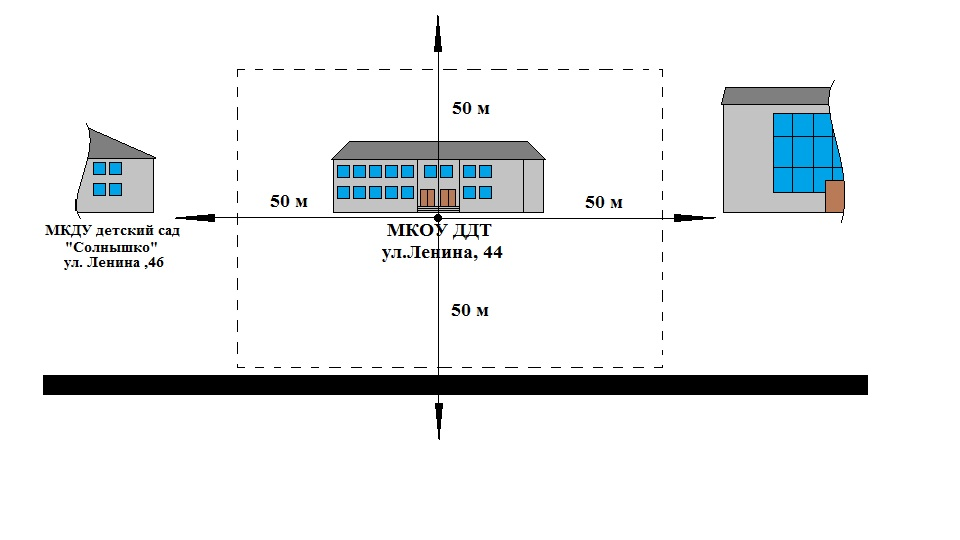 50 м
50 м
50 м
МКДУ детский сад
"Солнышко"
ул. Ленина ,46
МКОУ ДДТ
ул.Ленина, 44
50 м